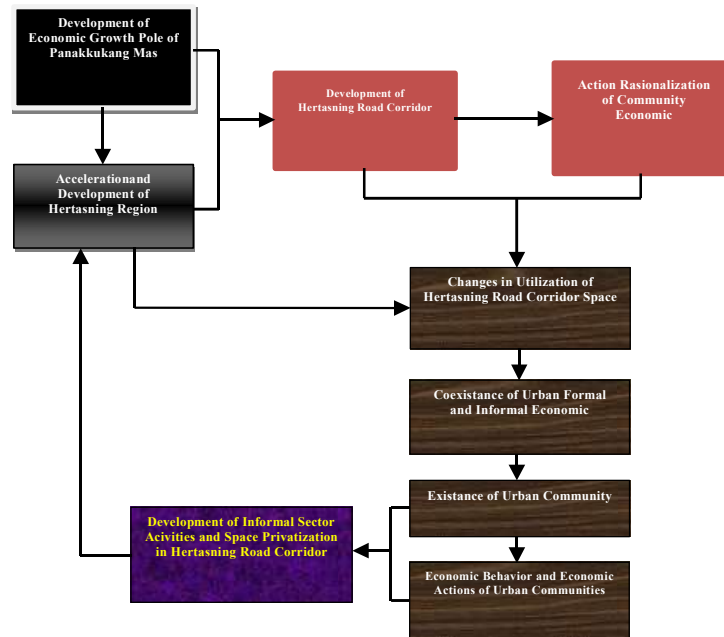 Development of
Economic Growth Pole of
Panakkukang Mas
Development of
Hertasning Road Corridor
Action Rasionalization
of Community
Economic
Accelerationand
Development of
Hertasning Region
Changes in Utilization of
Hertasning Road Corridor Space
Coexistance of Urban Formal
and Informal Economic
Existance of Urban Community
Development of Informal Sector
Acivities and Space Privatization
in Hertasning Road Corridor
Economic Behavior and Economic
Actions of Urban Communities